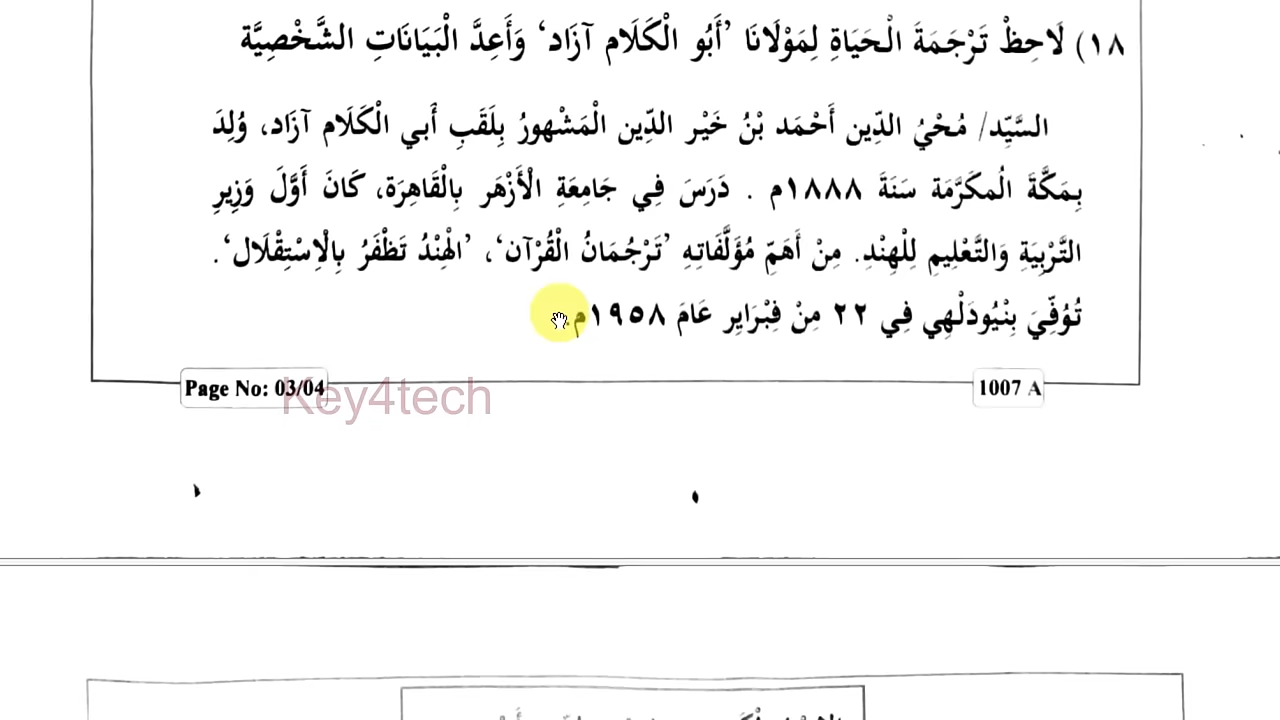 ١٨) لَاحِظْ تَرْجَمَةَ الْحَيَاةِ لِمَوْلَانَا ’أَبُو الْكَلَام آزَاد‘ وَأَعِدَّ الْبَيَانَاتِ الشَّخْصِيَّة
السَّيِّد/ مُحْيُ الدِّين أَحْمَد بْنُ خَيْر الدِّين الْمَشْهورُ بِلَقَبِ أَبي الْكَلَام آزَاد، وُلِدَ
بِمَكَّةَ الْمكَرَّمَة سَنَةَ ١٨٨٨م . دَرَسَ فِي جَامِعَةِ الْأَزْهَر بِالْقَاهِرَة، كَانَ أَوَّلَ وَزِيرِ
التَّرْبِيَةِ وَالتَّعْلِيمِ لِلْهِنْدِ. مِنْ أَهَمِّ مُؤَلَّفَاتِهِ ’تَرْجُمَانُ الْقُرْآن‘، ’الْهِنْدُ تَظْفَرُ بِالْاِسْتِقْلَال‘.
تُوُفِّيَ بِنْيُودَلْهِي فِي ٢٢ مِنْ فِبْرَايِر عَامَ ١٩٥٨م.
Page No: 03/04
1007 A
Key4tech